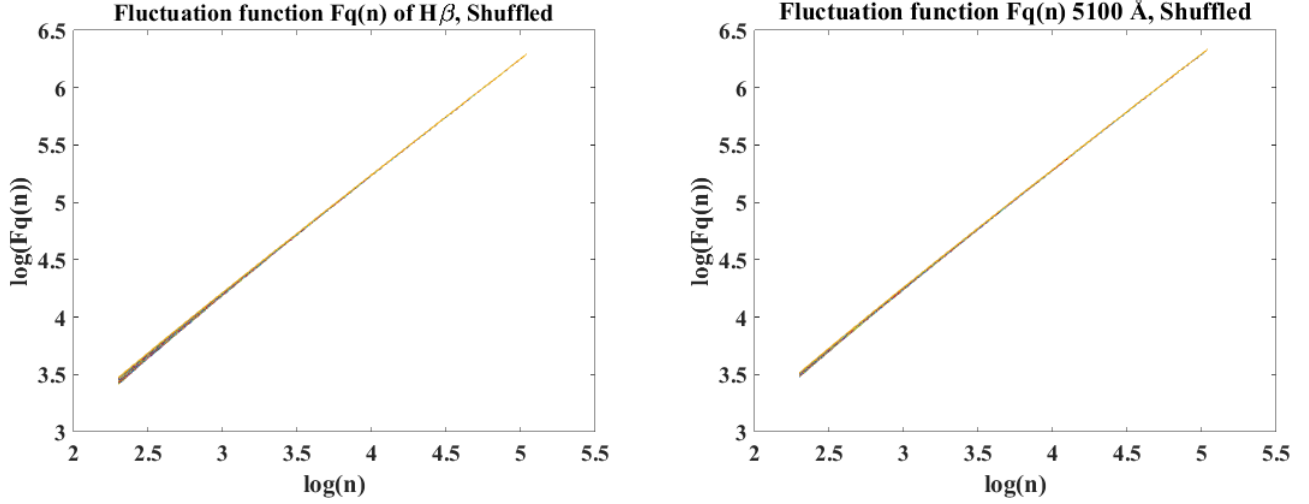 Fluctuation function Fq(n) of Hβ, Shuffled
6.5
6
5.5
5
4.5
4
3.5
3
log(Fq(n))
2 2.5 3 3.5 4 4.5 5 5.5
log(n)
Fluctuation function Fq(n) 5100 Å, Shuffled
6.5
6
5.5
5
4.5
4
3.5
3
log(Fq(n))
2 2.5 3 3.5 4 4.5 5 5.5
log(n)